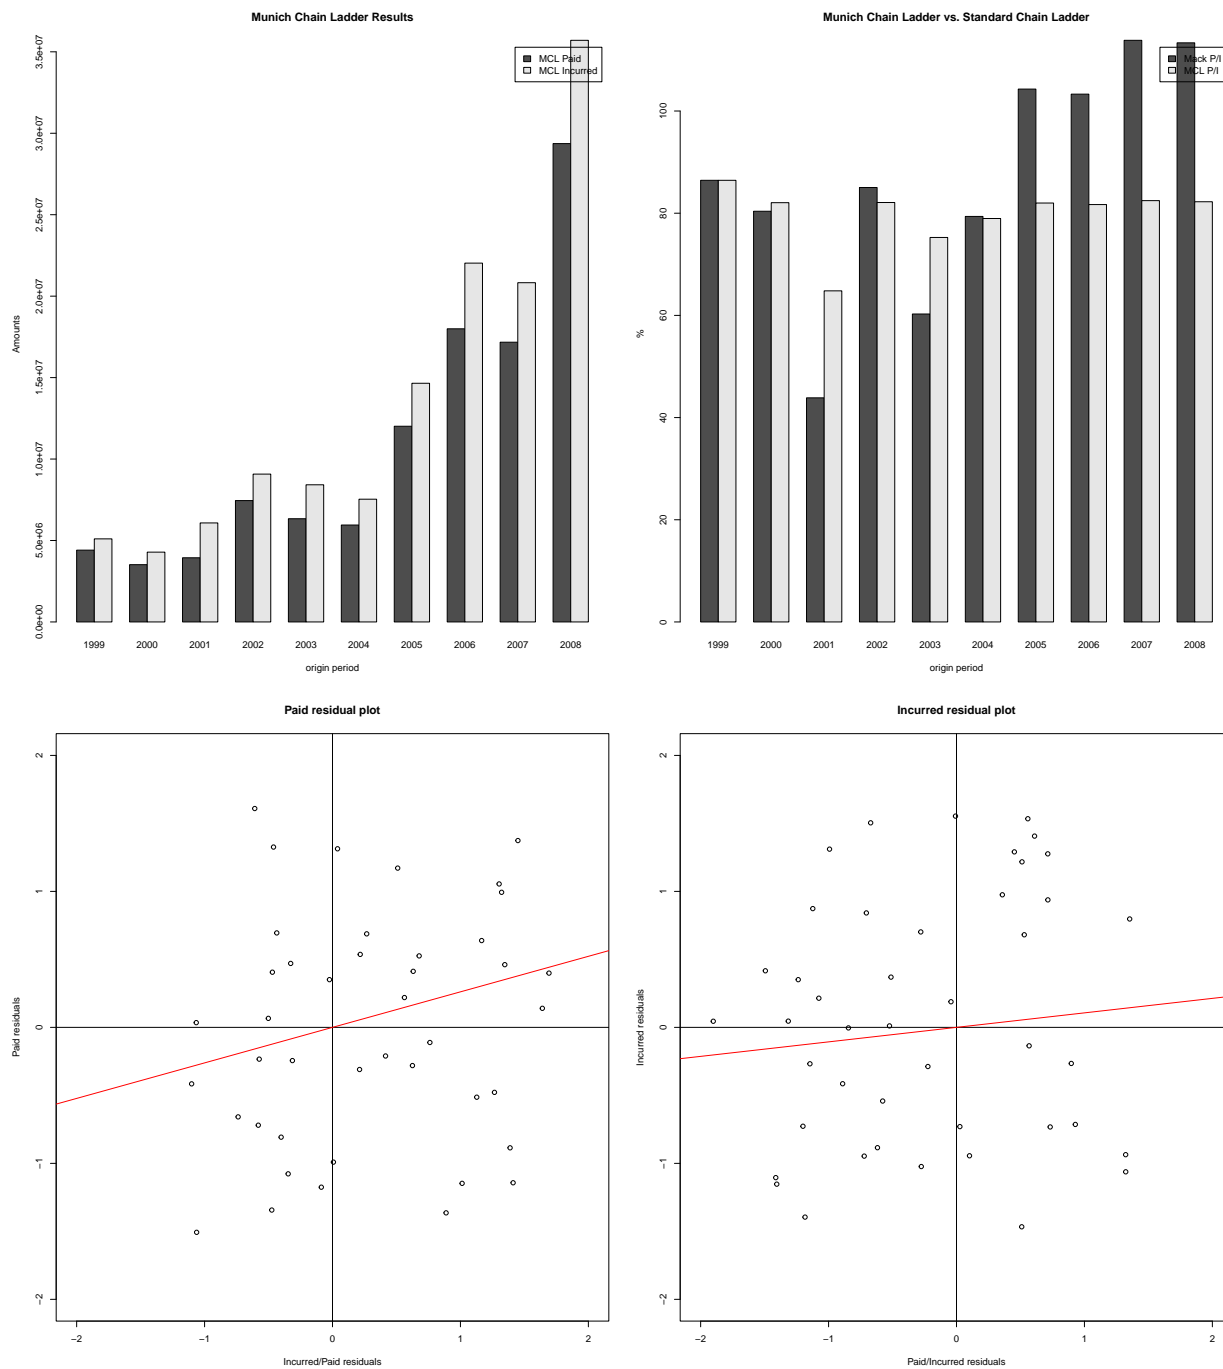 Munich Chain Ladder Results
MCL Paid
MCL Incurred
Amounts
0.0e+00
5.0e+06
1.0e+07
1.5e+07
2.0e+07
2.5e+07
3.0e+07
3.5e+07
1999 2000 2001 2002 2003 2004 2005 2006 2007 2008
origin period
Munich Chain Ladder vs. Standard Chain Ladder
Mack P/I
MCL P/I
%
0
20
40
60
80
100
1999 2000 2001 2002 2003 2004 2005 2006 2007 2008
origin period
Paid residual plot
Paid residuals
−2
−1
0
1
2
−2 −1 0 1 2
Incurred/Paid residuals
Incurred residual plot
Incurred residuals
−2
−1
0
1
2
−2 −1 0 1 2
Paid/Incurred residuals